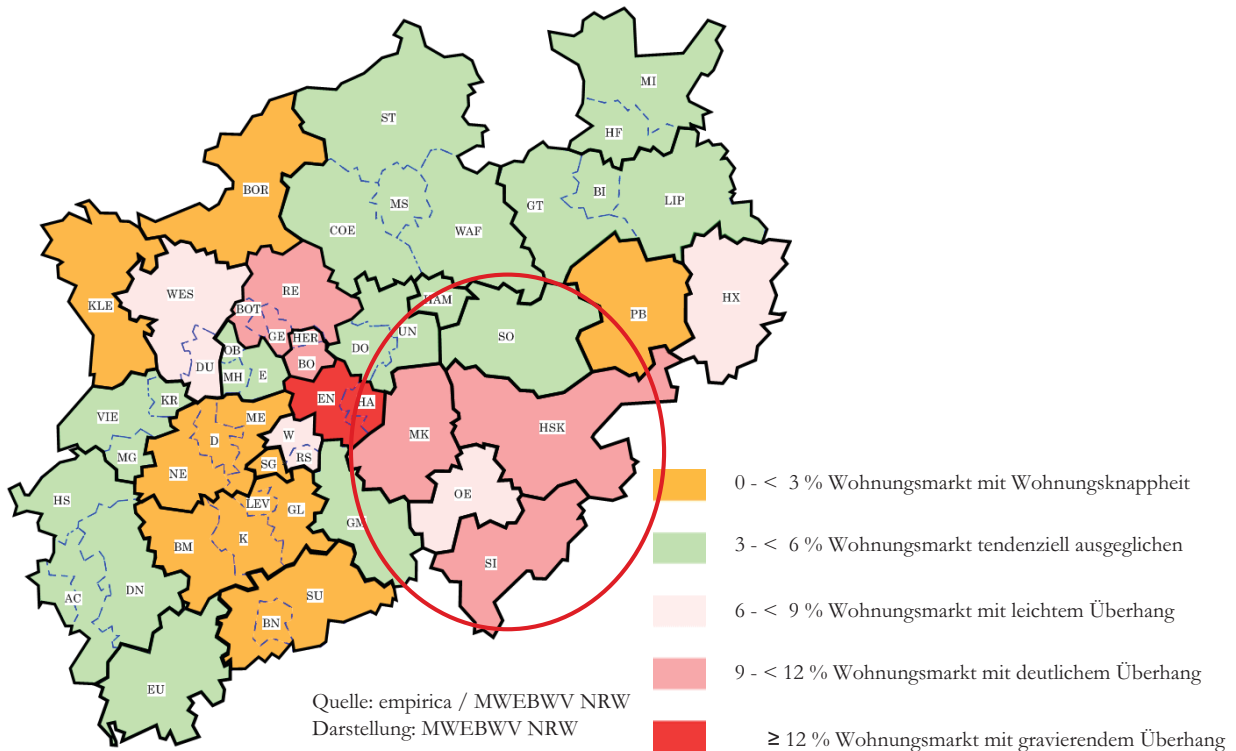 MI
ST
HF
BOR
BI
MS
GT
LIP
COE
WAF
RE
WES
HX
HAM
KLE
BOT
PB
UN
GE
HER
SO
OB
DO
BO
DU
MH
E
EN
HA
KR
VIE
ME
HSK
MK
W
D
MG
RS
SG
NE
OE
HS
LEV
GL
GM
K
BM
SI
DN
AC
SU
BN
EU
0 - < 3 % Wohnungsmarkt mit Wohnungsknappheit
3 - < 6 % Wohnungsmarkt tendenziell ausgeglichen
6 - < 9 % Wohnungsmarkt mit leichtem Überhang
9 - < 12 % Wohnungsmarkt mit deutlichem Überhang
≥ 12 % Wohnungsmarkt mit gravierendem Überhang
Quelle: empirica / MWEBWV NRW
Darstellung: MWEBWV NRW